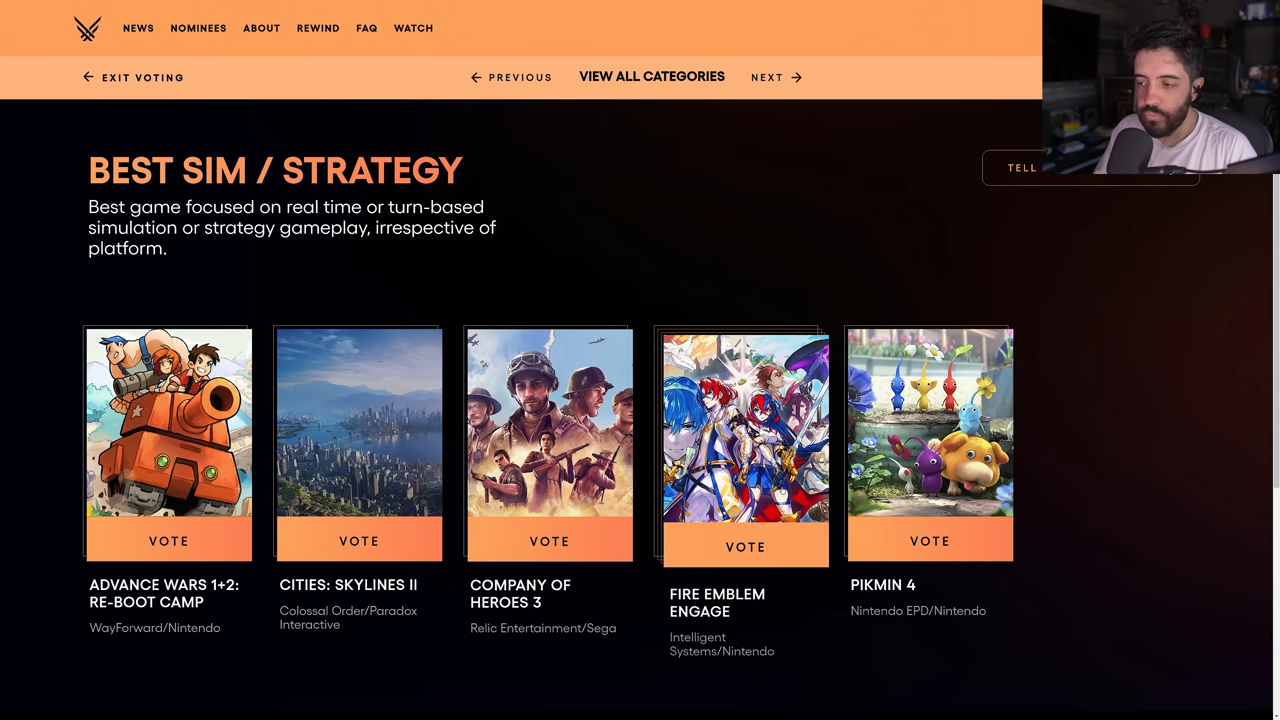 NEWS NOMINEES ABOUT REWIND FAQ WATCH
EXIT VOTING
PREVIOUS
VIEW ALL CATEGORIES
NEXT
BEST SIM / STRATEGY
TELL
Best game focused on real time or turn-based
simulation or strategy gameplay, irrespective of
platform.
VOTE
VOTE
VOTE
VOTE
VOTE
ADVANCE WARS 1+2:
RE-BOOT CAMP
WayForward/Nintendo
CITIES: SKYLINES II
Colossal Order/Paradox
Interactive
COMPANY OF
HEROES 3
Relic Entertainment/Sega
FIRE EMBLEM
ENGAGE
Intelligent
Systems/Nintendo
PIKMIN 4
Nintendo EPD/Nintendo